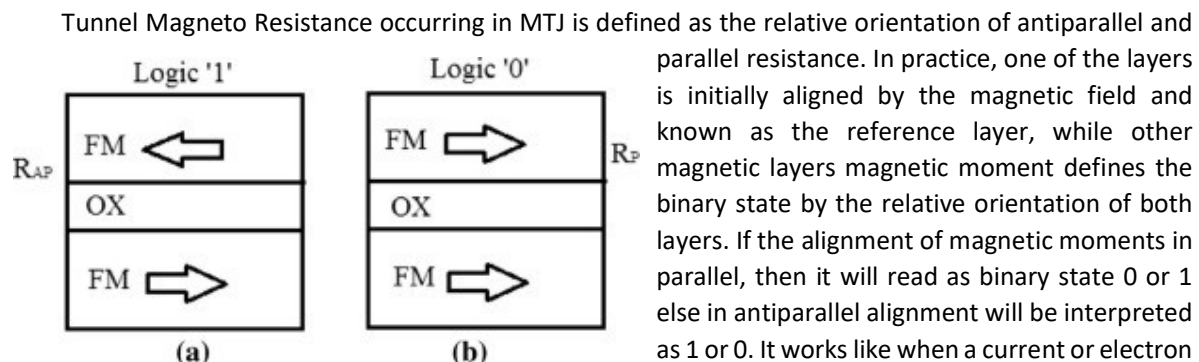 Tunnel Magneto Resistance occurring in MTJ is defined as the relative orientation of antiparallel and
parallel resistance. In practice, one of the layers
is initially aligned by the magnetic field and
known as the reference layer, while other
magnetic layers magnetic moment defines the
binary state by the relative orientation of both
layers. If the alignment of magnetic moments in
parallel, then it will read as binary state 0 or 1
else in antiparallel alignment will be interpreted
as 1 or 0. It works like when a current or electron
Logic '1'
FM
RAP
OX
FM
(a)
Logic '0'
FM
RP
OX
FM
(b)